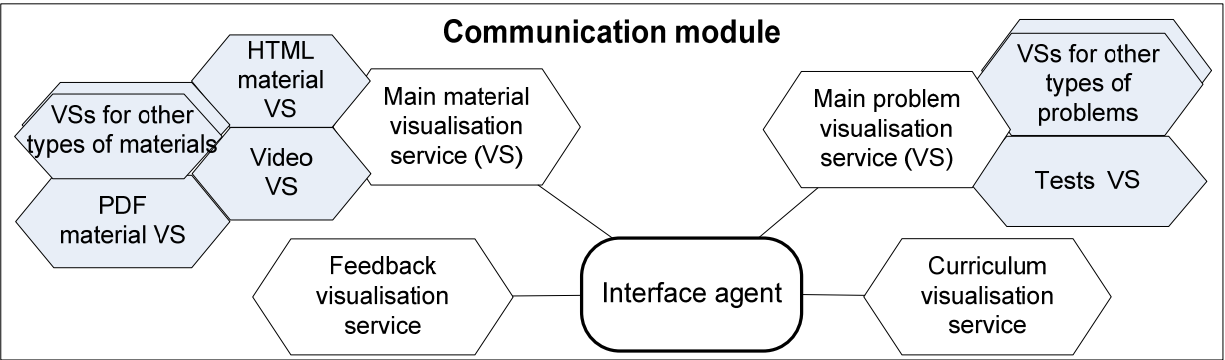 Communication module
HTML
material
VS
VSs for other
types of materials
Video
VS
PDF
material VS
Main material
visualisation
service (VS)
Main problem
visualisation
service (VS)
VSs for other
types of
problems
Tests VS
Feedback
visualisation
service
Interface agent
Curriculum
visualisation
service